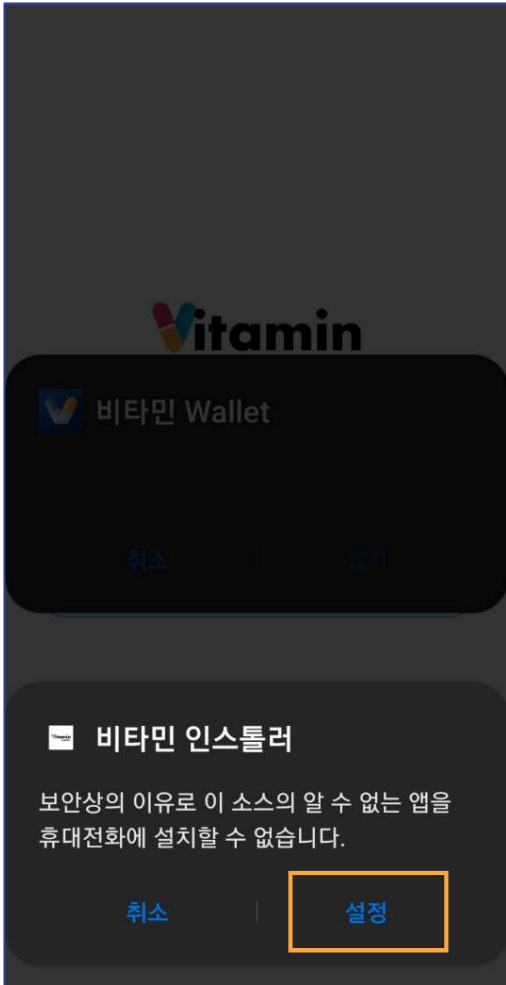 Vitamin
비타민 Wallet
취소
비타민 인스톨러
보안상의 이유로 이 소스의 알 수 없는 앱을
휴대전화에 설치할 수 없습니다.
취소 설정